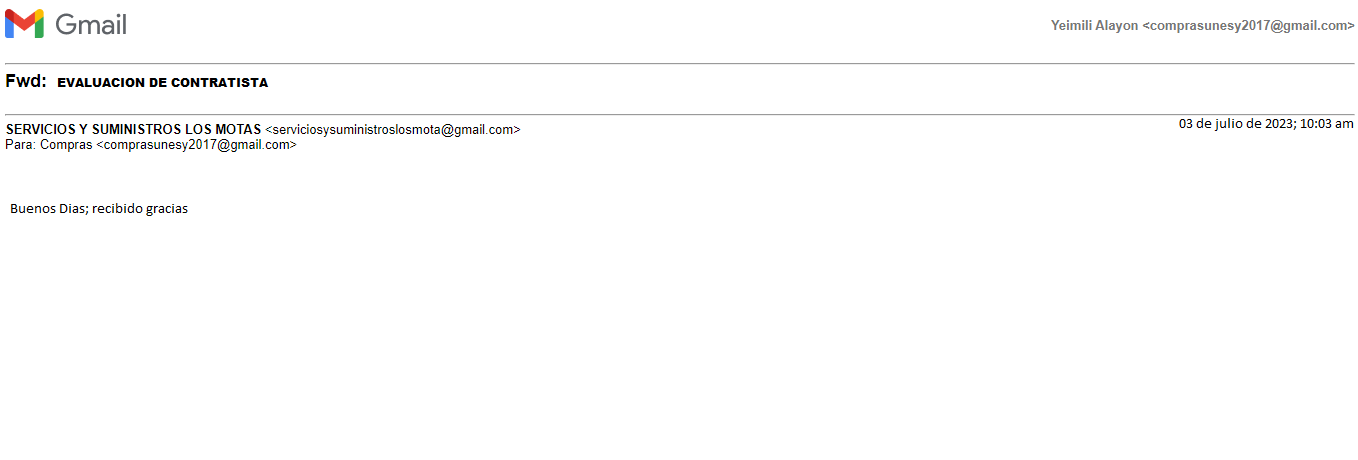 Gmail
Yeimili Alayon <comprasunesy2017@gmail.com>
Fwd: EVALUACION DE CONTRATISTA
SERVICIOS Y SUMINISTROS LOS MOTAS <serviciosysuministroslosmota@gmail.com>
03 de julio de 2023; 10:03 am
Para: Compras <comprasunesy2017@gmail.com>
Buenos Dias; recibido gracias